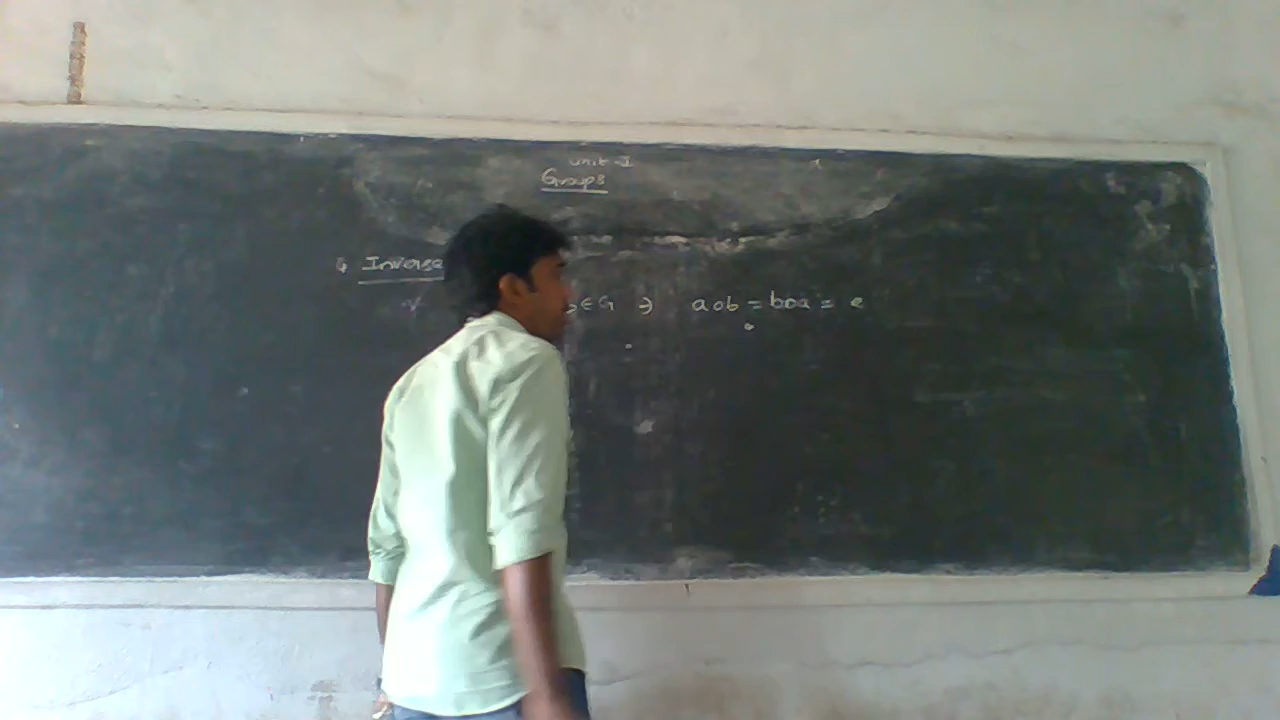 unit-I
Groups
4 Inverse
∀ b∈G ∋ aob = boa = e